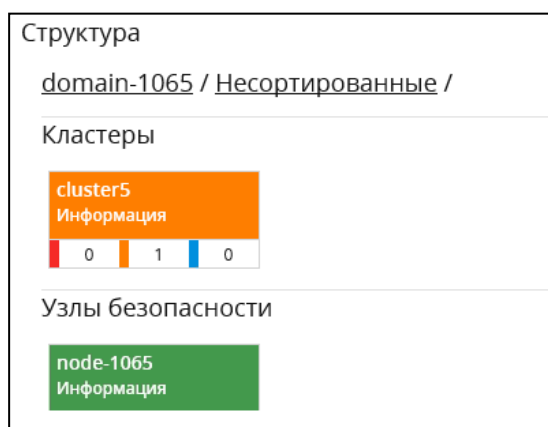 Структура
domain-1065 / Несортированные /
Кластеры
cluster5
Информация
0 1 0
Узлы безопасности
node-1065
Информация